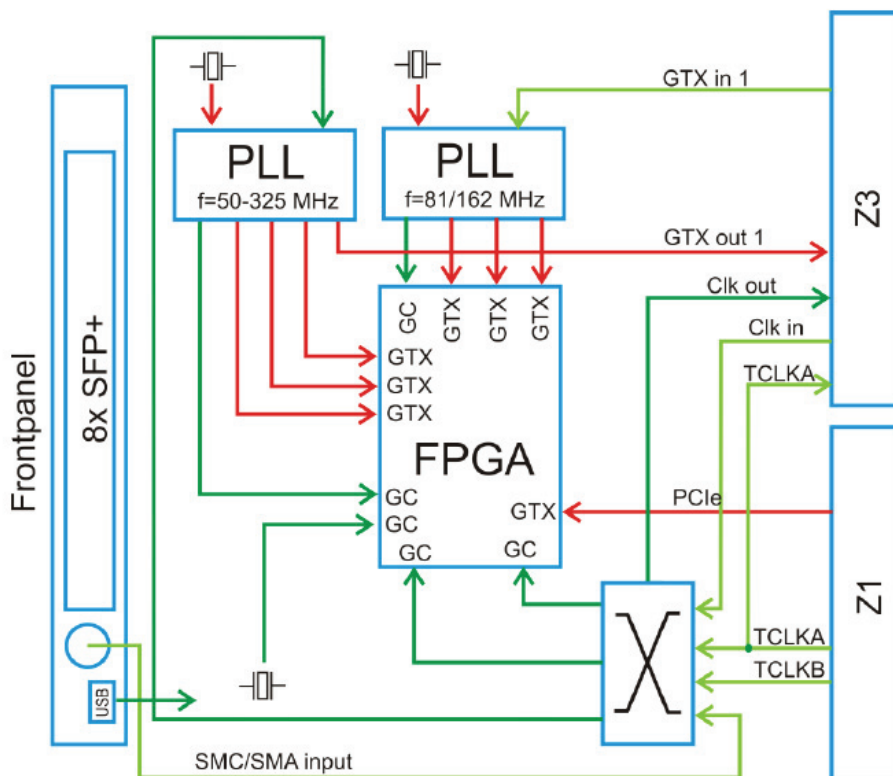 GTX in 1
PLL
f=50-325 MHz
PLL
f=81/162 MHz
Z3
GTX out 1
Clk out
Clk in
TCLKA
GC
GTX
GTX
GTX
GTX
GTX
GTX
Frontpanel
8x SFP+
FPGA
GC
GC
GC
GTX
GC
PCIe
Z1
TCLKA
TCLKB
USB
SMC/SMA input